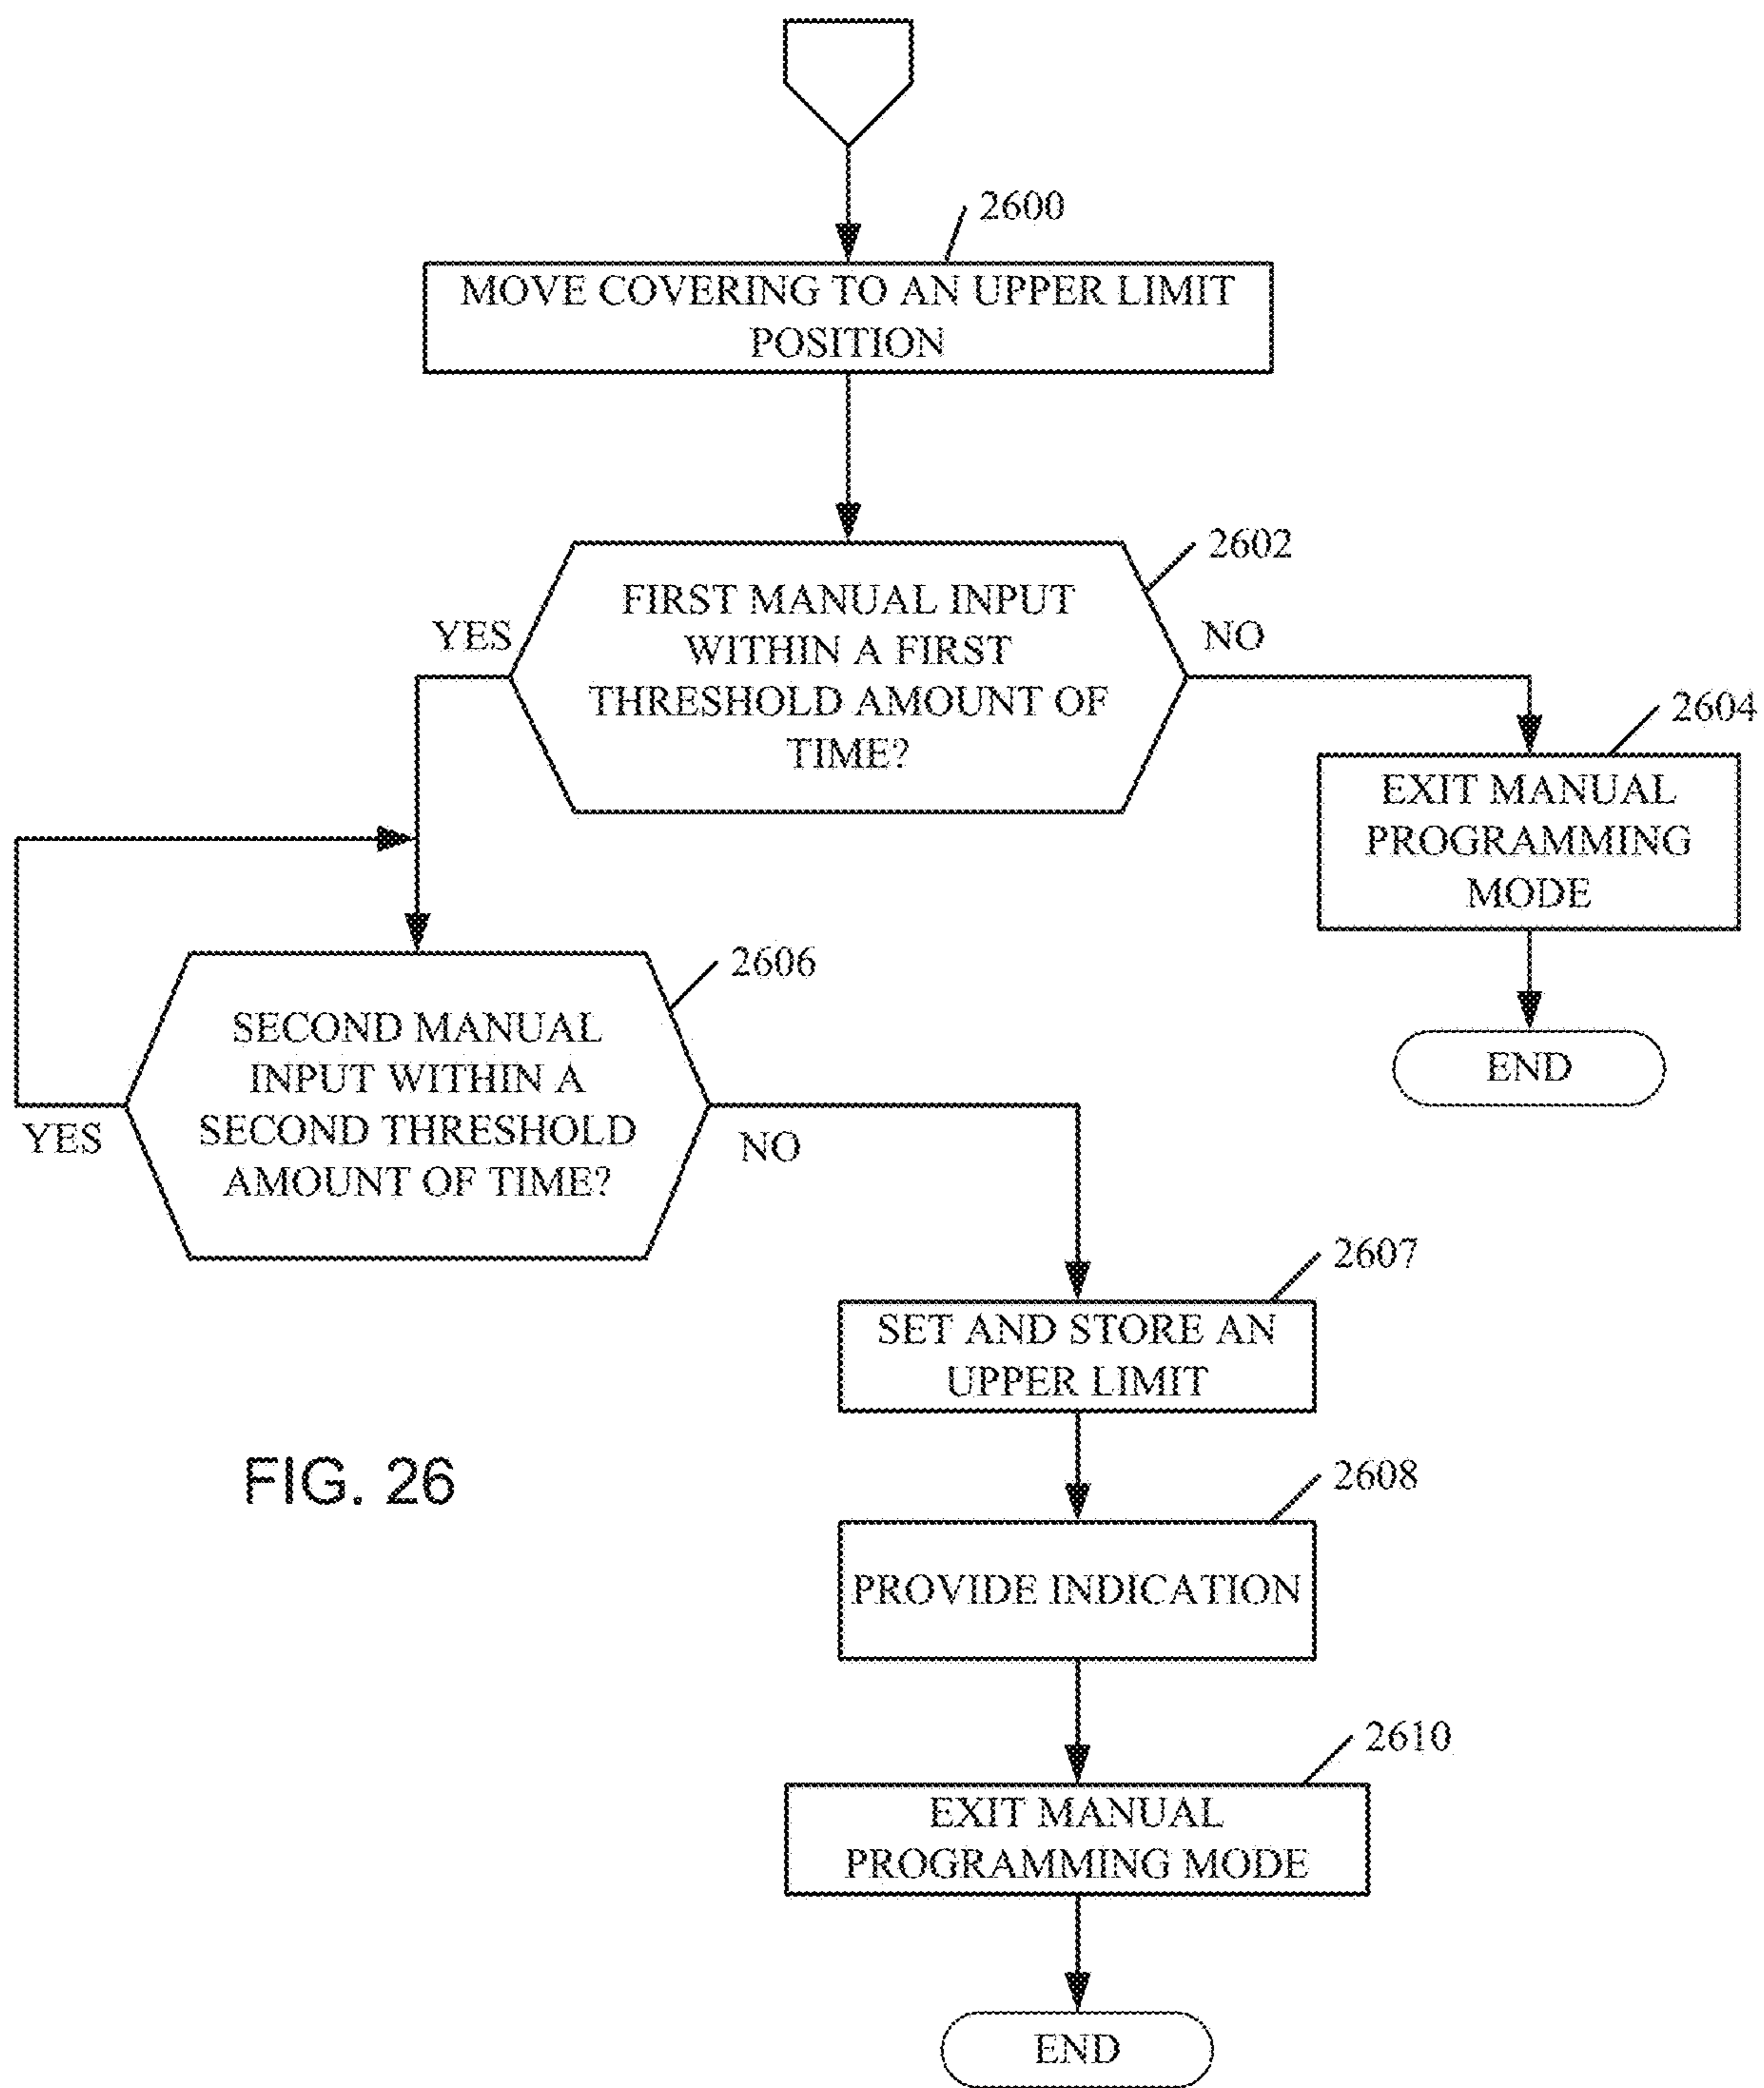 2600
MOVE COVERING TO AN UPPER LIMIT
POSITION
2602
FIRST MANUAL INPUT
WITHIN A FIRST
THRESHOLD AMOUNT OF
TIME?
YES
NO
2604
EXIT MANUAL
PROGRAMMING
MODE
END
2606
SECOND MANUAL
INPUT WITHIN A
SECOND THRESHOLD
AMOUNT OF TIME?
YES
NO
2607
SET AND STORE AN
UPPER LIMIT
FIG. 26
2608
PROVIDE INDICATION
2610
EXIT MANUAL
PROGRAMMING MODE
END